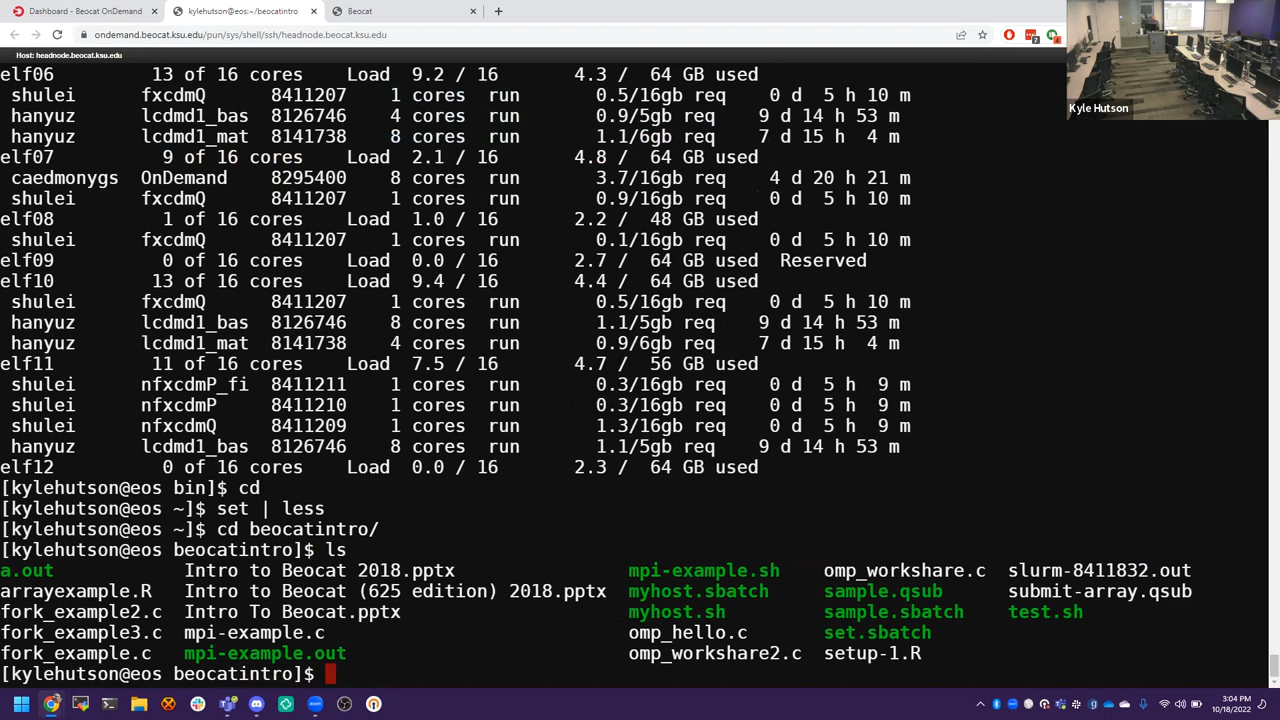 Dashboard - Beocat OnDemand
kylehutson@eos:~/beocatintro
Beocat
ondemand.beocat.ksu.edu/pun/sys/shell/ssh/headnode.beocat.ksu.edu
Host: headnode.beocat.ksu.edu
Kyle Hutson
elf06 13 of 16 cores Load 9.2 / 16 4.3 / 64 GB used
shulei fxcdmQ 8411207 1 cores run 0.5/16gb req 0 d 5 h 10 m
hanyuz lcdmd1_bas 8126746 4 cores run 0.9/5gb req 9 d 14 h 53 m
hanyuz lcdmd1_mat 8141738 8 cores run 1.1/6gb req 7 d 15 h 4 m
elf07 9 of 16 cores Load 2.1 / 16 4.8 / 64 GB used
caedmonygs OnDemand 8295400 8 cores run 3.7/16gb req 4 d 20 h 21 m
shulei fxcdmQ 8411207 1 cores run 0.9/16gb req 0 d 5 h 10 m
elf08 1 of 16 cores Load 1.0 / 16 2.2 / 48 GB used
shulei fxcdmQ 8411207 1 cores run 0.1/16gb req 0 d 5 h 10 m
elf09 0 of 16 cores Load 0.0 / 16 2.7 / 64 GB used Reserved
elf10 13 of 16 cores Load 9.4 / 16 4.4 / 64 GB used
shulei fxcdmQ 8411207 1 cores run 0.5/16gb req 0 d 5 h 10 m
hanyuz lcdmd1_bas 8126746 8 cores run 1.1/5gb req 9 d 14 h 53 m
hanyuz lcdmd1_mat 8141738 4 cores run 0.9/6gb req 7 d 15 h 4 m
elf11 11 of 16 cores Load 7.5 / 16 4.7 / 56 GB used
shulei nfxcdmP_fi 8411211 1 cores run 0.3/16gb req 0 d 5 h 9 m
shulei nfxcdmP 8411210 1 cores run 0.3/16gb req 0 d 5 h 9 m
shulei nfxcdmQ 8411209 1 cores run 1.3/16gb req 0 d 5 h 9 m
hanyuz lcdmd1_bas 8126746 8 cores run 1.1/5gb req 9 d 14 h 53 m
elf12 0 of 16 cores Load 0.0 / 16 2.3 / 64 GB used
[kylehutson@eos bin]$ cd
[kylehutson@eos ~]$ set | less
[kylehutson@eos ~]$ cd beocatintro/
[kylehutson@eos beocatintro]$ ls
a.out Intro to Beocat 2018.pptx mpi-example.sh omp_workshare.c slurm-8411832.out
arrayexample.R Intro to Beocat (625 edition) 2018.pptx myhost.sbatch sample.qsub submit-array.qsub
fork_example2.c Intro To Beocat.pptx myhost.sh sample.sbatch test.sh
fork_example3.c mpi-example.c omp_hello.c set.sbatch
fork_example.c mpi-example.out omp_workshare2.c setup-1.R
[kylehutson@eos beocatintro]$
3:04 PM
10/18/2022